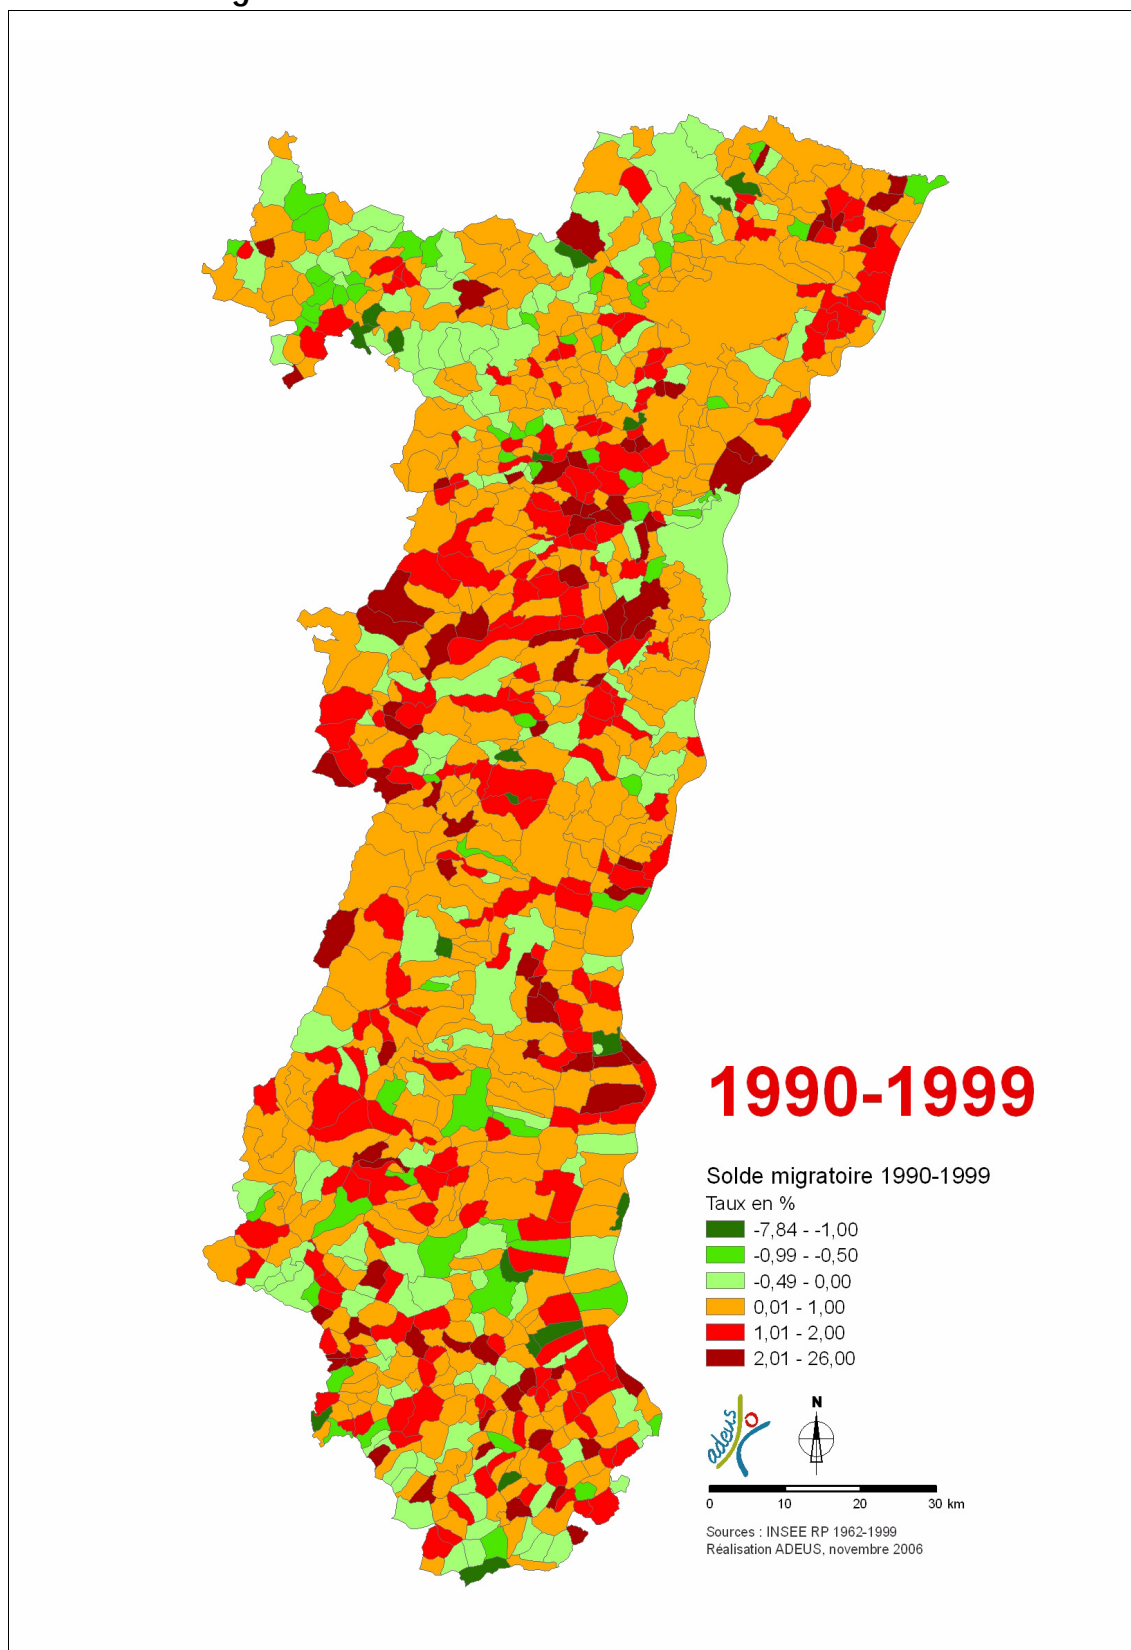 1990-1999
Solde migratoire 1990-1999
Taux en %
-7,84 - -1,00
-0,99 - -0,50
-0,49 - 0,00
0,01 - 1,00
1,01 - 2,00
2,01 - 26,00
adeus
N
0 10 20 30 km
Sources : INSEE RP 1962-1999
Réalisation ADEUS, novembre 2006